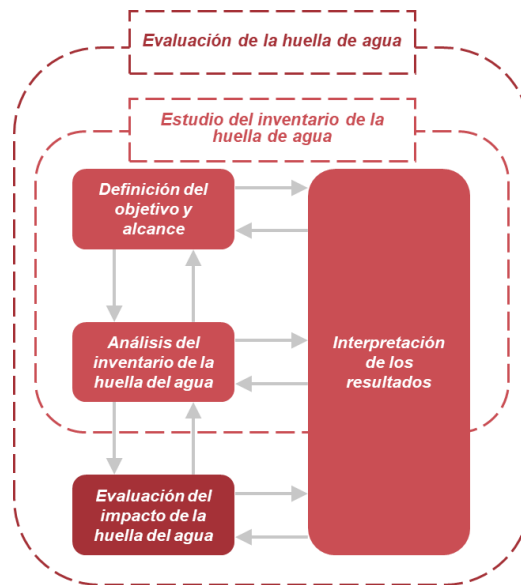 Evaluación de la huella de agua
Estudio del inventario de la
huella de agua
Definición del
objetivo y
alcance
Análisis del
inventario de la
huella del agua
Interpretación
de los
resultados
Evaluación del
impacto de la
huella del agua